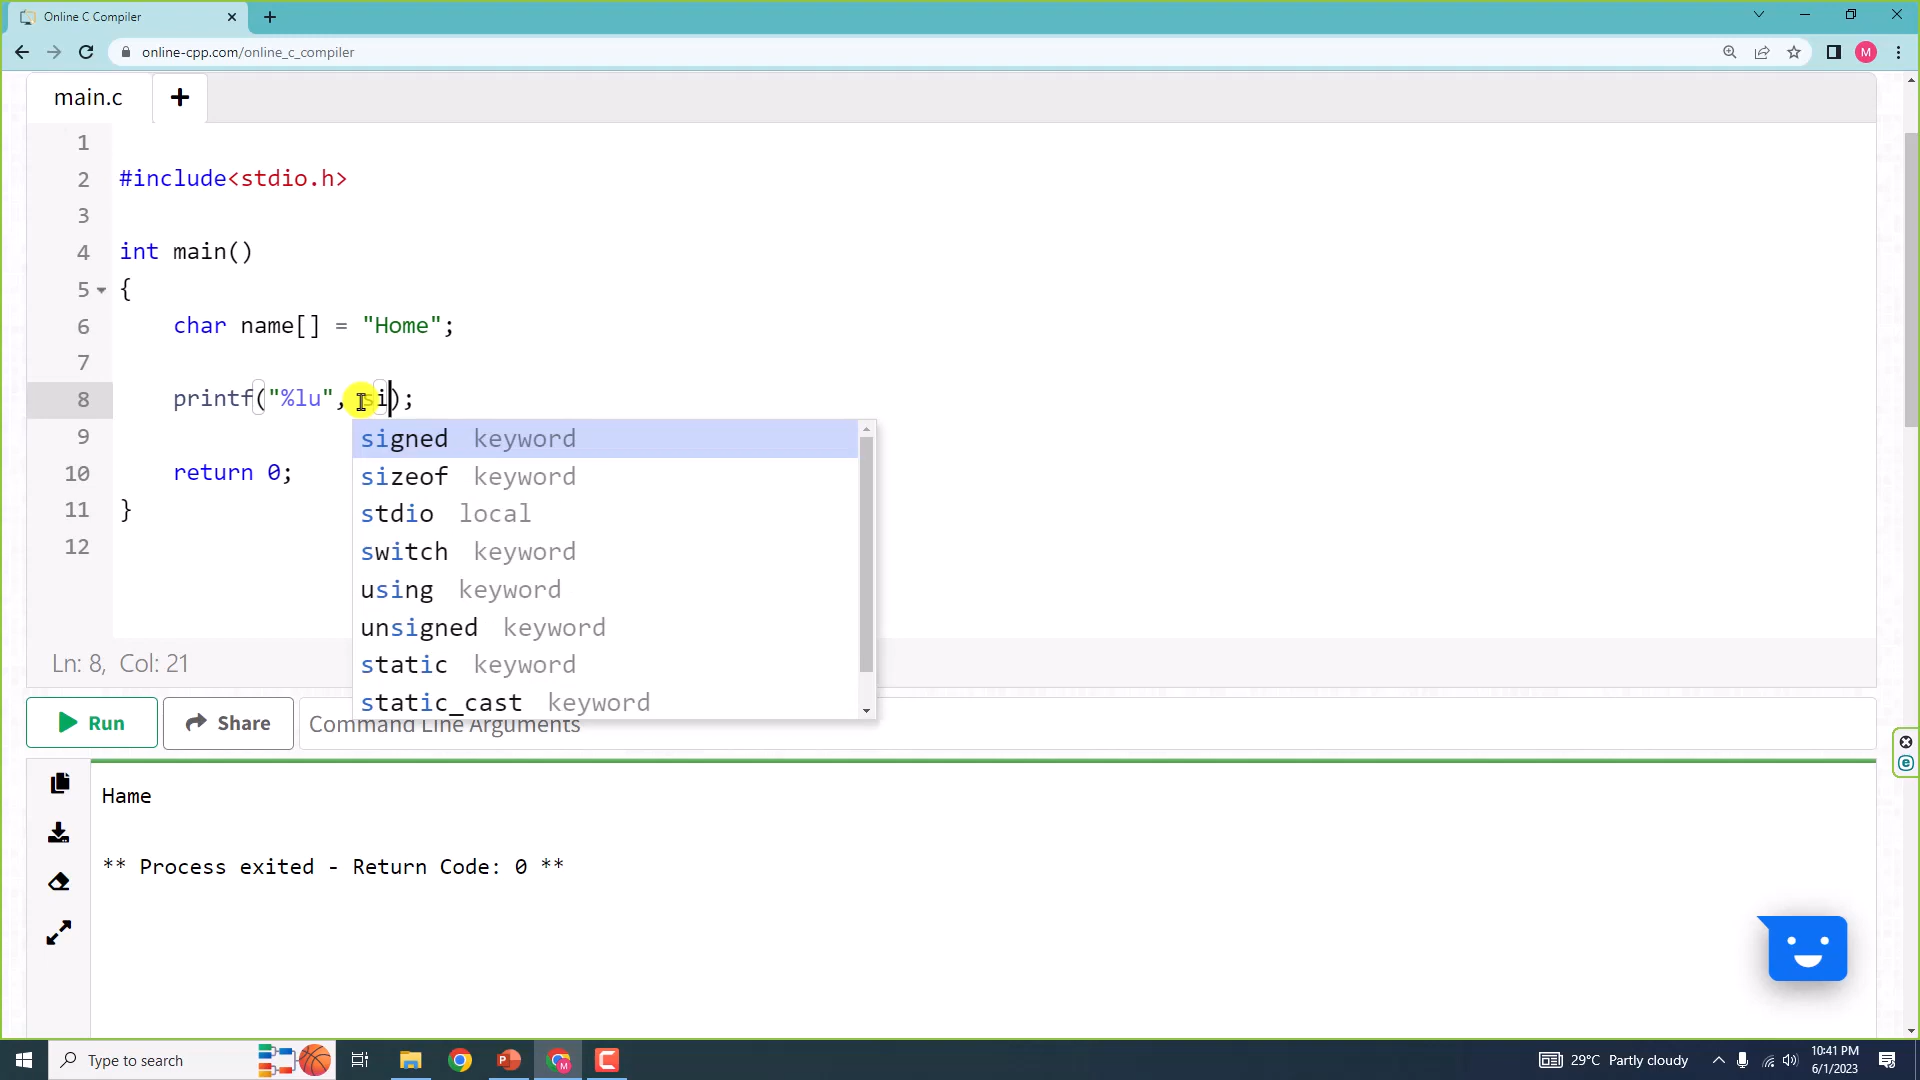 Online C Compiler
online-cpp.com/online_c_compiler
M
main.c
1
2 #include<stdio.h>
3
4 int main()
5 {
6 char name[] = "Home";
7
8 printf("%lu", si);
9
10 return 0;
11 }
12
signed keyword
sizeof keyword
stdio local
switch keyword
using keyword
unsigned keyword
static keyword
static_cast keyword
Ln: 8, Col: 21
Run
Share
Command Line Arguments
Hame
** Process exited - Return Code: 0 **
Type to search
29°C Partly cloudy
10:41 PM
6/1/2023